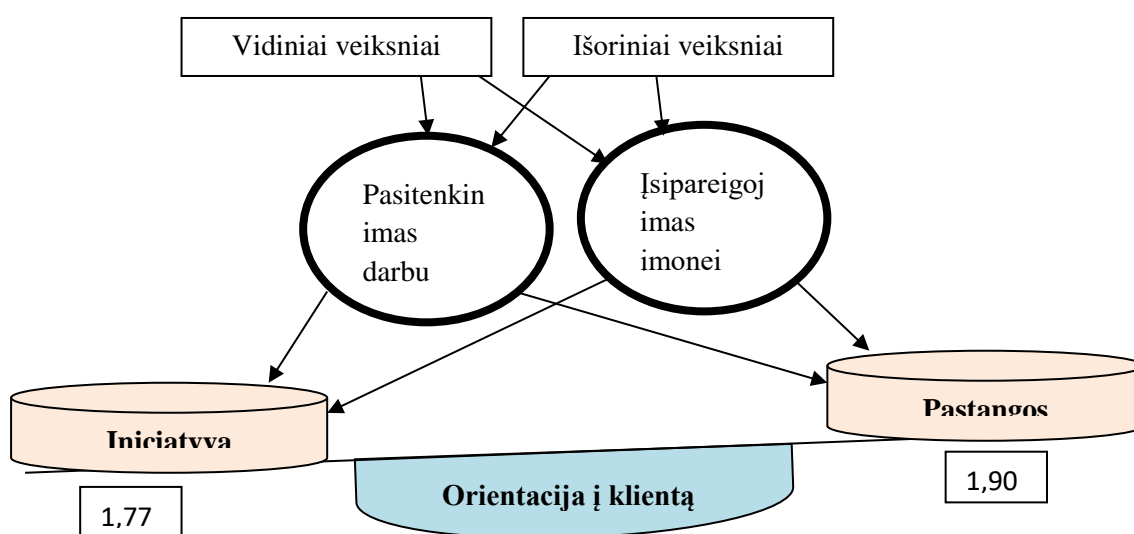 Vidiniai veiksniai
Išoriniai veiksniai
Pasitenkin
imas
darbu
Įsipareigoj
imas
imonei
Iniciatyva
Pastangos
Orientacija į klientą
1,77
1,90